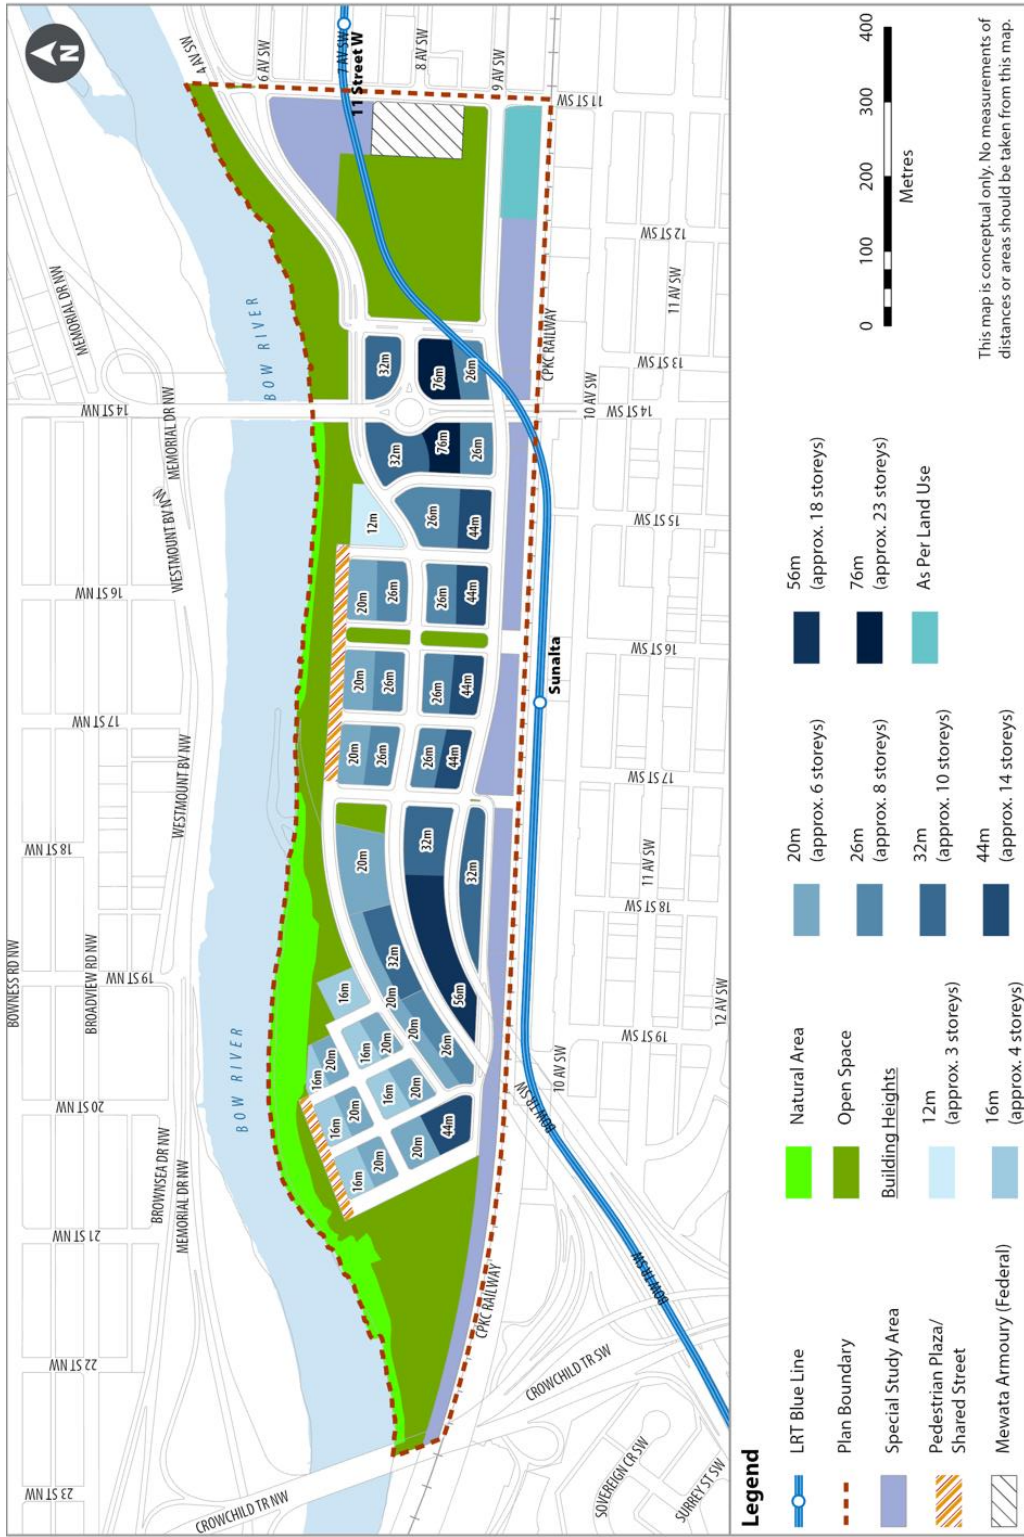 N
BOWNESS RD NW
BROADVIEW RD NW
23 ST NW
22 ST NW
21 ST NW
20 ST NW
19 ST NW
18 ST NW
17 ST NW
16 ST NW
14 ST NW
BROWNSEA DR NW
MEMORIAL DR NW
WESTMOUNT BV NW
WESTMOUNT BV NW
MEMORIAL DR NW
MEMORIAL DR NW
BOW RIVER
BOW RIVER
4 AV SW
6 AV SW
7 AV SW
11 Street W
8 AV SW
9 AV SW
11 ST SW
CROWCHILD TR NW
CROWCHILD TR SW
SOVEREIGN CR SW
SURREY ST SW
CPKC RAILWAY
CPKC RAILWAY
BOW TR SW
BOW TR SW
10 AV SW
10 AV SW
11 AV SW
11 AV SW
12 AV SW
19 ST SW
18 ST SW
17 ST SW
16 ST SW
15 ST SW
14 ST SW
13 ST SW
12 ST SW
Sunalta
16m
20m
20m
44m
16m
20m
16m
20m
16m
20m
16m
20m
16m
20m
20m
26m
32m
56m
20m
32m
32m
20m
26m
26m
44m
20m
26m
26m
44m
20m
26m
26m
44m
12m
26m
44m
32m
76m
26m
32m
76m
26m
Legend
LRT Blue Line
Plan Boundary
Special Study Area
Pedestrian Plaza/
Shared Street
Mewata Armoury (Federal)
Natural Area
Open Space
Building Heights
12m
(approx. 3 storeys)
16m
(approx. 4 storeys)
20m
(approx. 6 storeys)
26m
(approx. 8 storeys)
32m
(approx. 10 storeys)
44m
(approx. 14 storeys)
56m
(approx. 18 storeys)
76m
(approx. 23 storeys)
As Per Land Use
0 100 200 300 400
Metres
This map is conceptual only. No measurements of
distances or areas should be taken from this map.